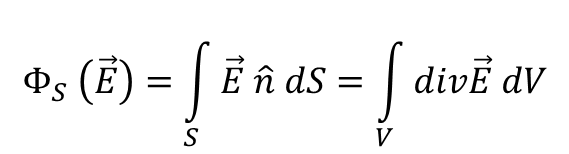 Φ_S (E⃗) = ∫_S E⃗ n̂ dS = ∫_V divE⃗ dV